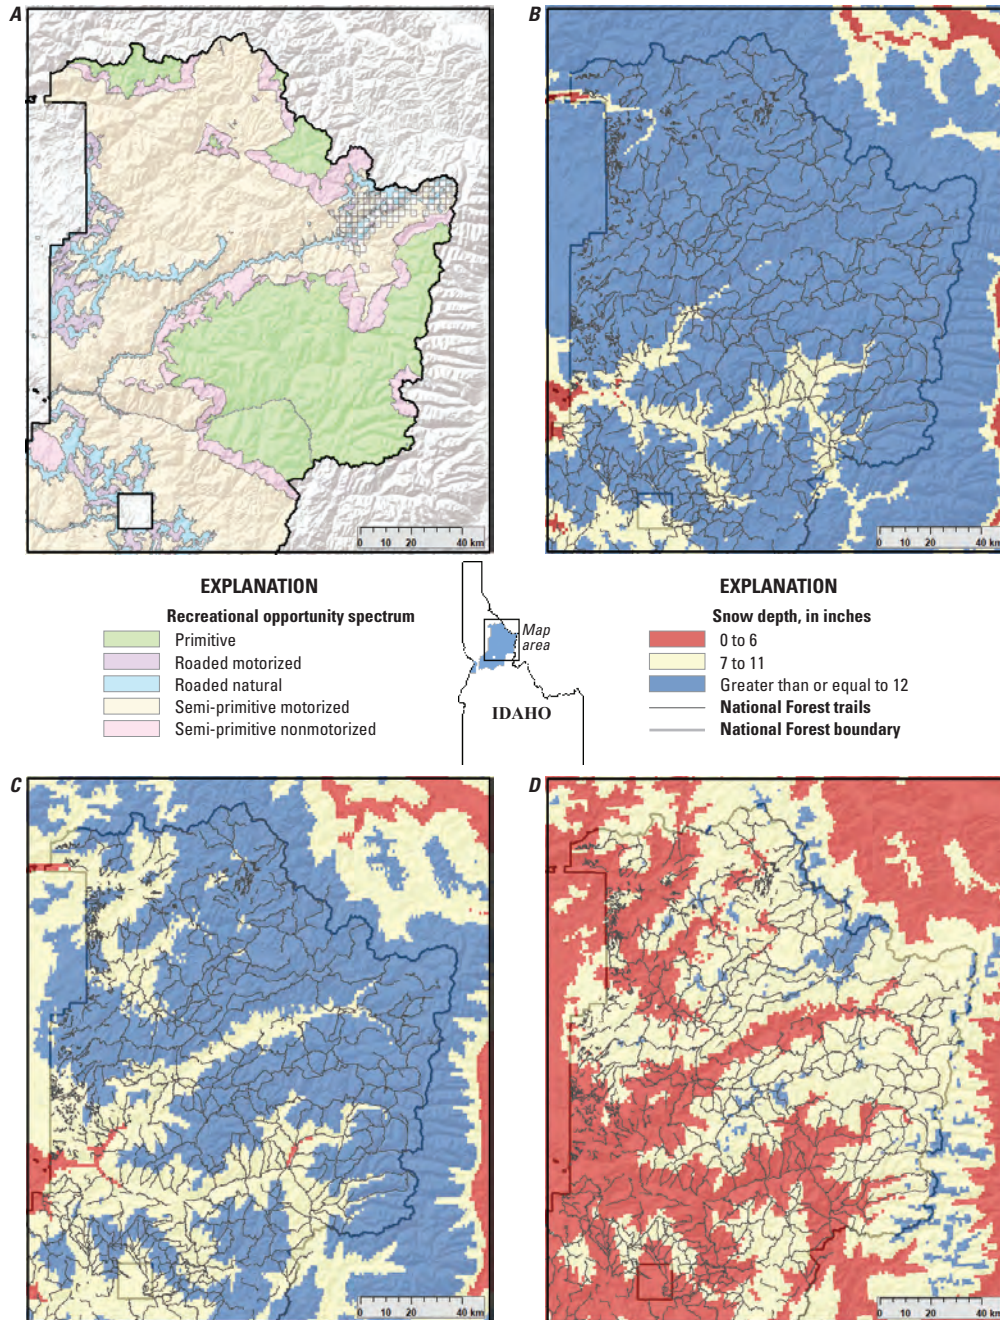 A
B
0 10 20 40 km
0 10 20 40 km
EXPLANATION
Recreational opportunity spectrum
Primitive
Roaded motorized
Roaded natural
Semi-primitive motorized
Semi-primitive nonmotorized
Map
area
IDAHO
EXPLANATION
Snow depth, in inches
0 to 6
7 to 11
Greater than or equal to 12
National Forest trails
National Forest boundary
C
D
0 10 20 40 km
0 10 20 40 km